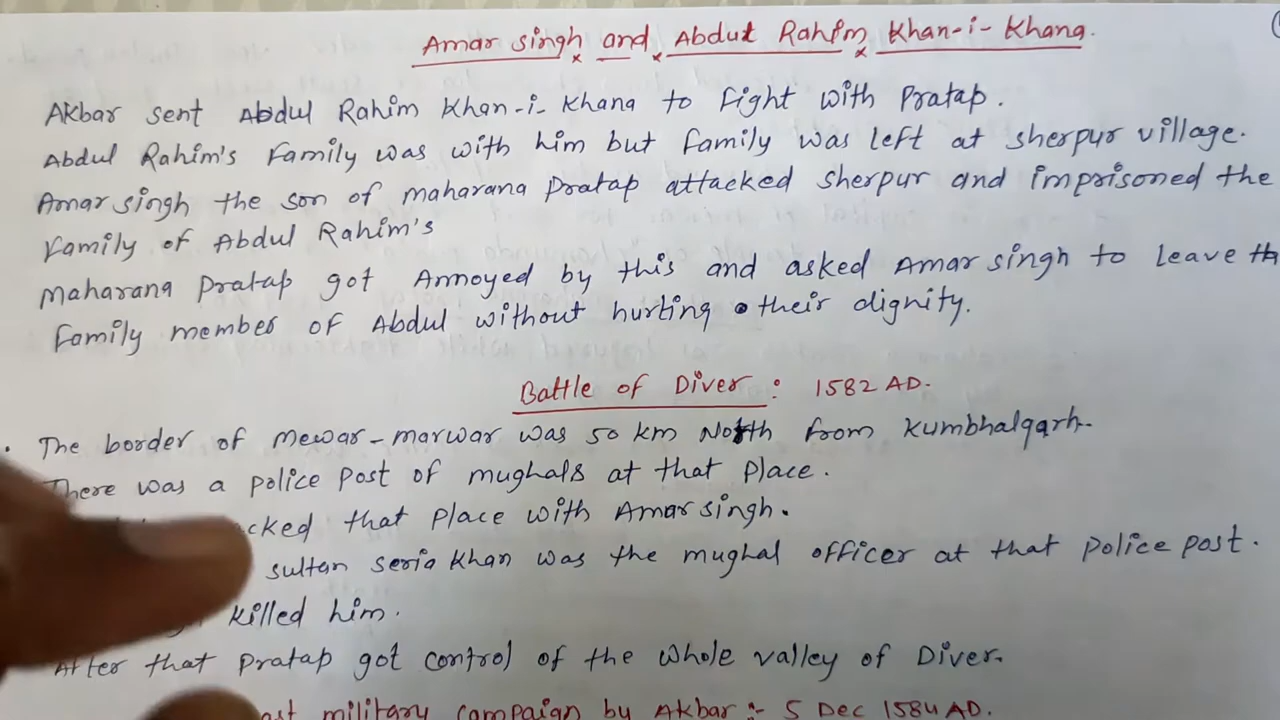 Amar singh and Abdul Rahim Khan-i-Khana.
Akbar sent Abdul Rahim Khan-i-Khana to fight with Pratap.
Abdul Rahim's family was with him but family was left at sherpur village.
Amar singh the son of maharana Pratap attacked sherpur and imprisoned the
family of Abdul Rahim's
Maharana Pratap got Annoyed by this and asked Amar singh to leave th
family member of Abdul without hurting their dignity.
Battle of Diver : 1582 AD.
The border of mewar-marwar was 50 km North from Kumbhalgarh.
There was a police post of mughals at that place.
that place with Amar singh.
sultan seria Khan was the mughal officer at that police post.
killed him.
After that Pratap got control of the whole valley of Diver.
military campaign by Akbar :- 5 Dec 1584 AD.